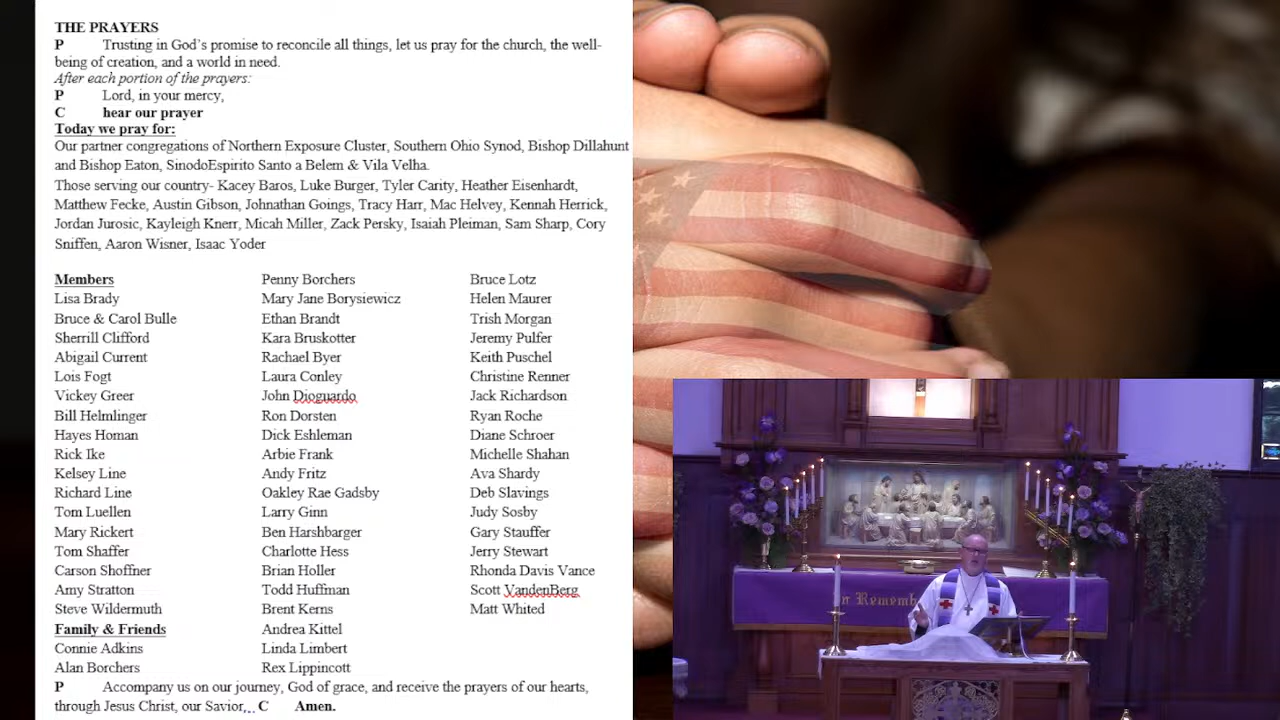 THE PRAYERS
P Trusting in God's promise to reconcile all things, let us pray for the church, the well-
being of creation, and a world in need.
After each portion of the prayers:
P Lord, in your mercy,
C hear our prayer
Today we pray for:
Our partner congregations of Northern Exposure Cluster, Southern Ohio Synod, Bishop Dillahunt
and Bishop Eaton, SinodoEspirito Santo a Belem & Vila Velha.
Those serving our country- Kacey Baros, Luke Burger, Tyler Carity, Heather Eisenhardt,
Matthew Fecke, Austin Gibson, Johnathan Goings, Tracy Harr, Mac Helvey, Kennah Herrick,
Jordan Jurosic, Kayleigh Knerr, Micah Miller, Zack Persky, Isaiah Pleiman, Sam Sharp, Cory
Sniffen, Aaron Wisner, Isaac Yoder
Members
Lisa Brady
Bruce & Carol Bulle
Sherrill Clifford
Abigail Current
Lois Fogt
Vickey Greer
Bill Helmlinger
Hayes Homan
Rick Ike
Kelsey Line
Richard Line
Tom Luellen
Mary Rickert
Tom Shaffer
Carson Shoffner
Amy Stratton
Steve Wildermuth
Family & Friends
Connie Adkins
Alan Borchers
Penny Borchers
Mary Jane Borysiewicz
Ethan Brandt
Kara Bruskotter
Rachael Byer
Laura Conley
John Dioguardo
Ron Dorsten
Dick Eshleman
Arbie Frank
Andy Fritz
Oakley Rae Gadsby
Larry Ginn
Ben Harshbarger
Charlotte Hess
Brian Holler
Todd Huffman
Brent Kerns
Andrea Kittel
Linda Limbert
Rex Lippincott
Bruce Lotz
Helen Maurer
Trish Morgan
Jeremy Pulfer
Keith Puschel
Christine Renner
Jack Richardson
Ryan Roche
Diane Schroer
Michelle Shahan
Ava Shardy
Deb Slavings
Judy Sosby
Gary Stauffer
Jerry Stewart
Rhonda Davis Vance
Scott VandenBerg
Matt Whited
P Accompany us on our journey, God of grace, and receive the prayers of our hearts,
through Jesus Christ, our Savior... C Amen.
Rememb